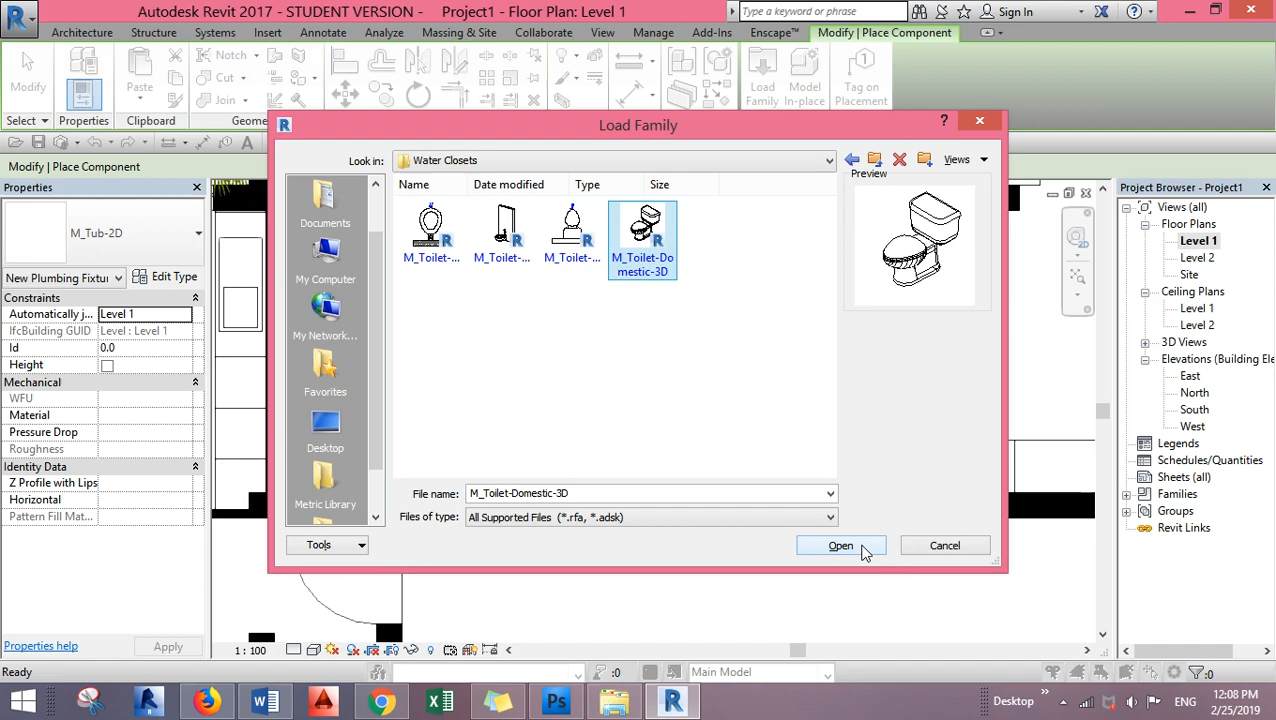 Autodesk Revit 2017 - STUDENT VERSION - Project1 - Floor Plan: Level 1
Type a keyword or phrase
Sign In
Architecture Structure Systems Insert Annotate Analyze Massing & Site Collaborate View Manage Add-Ins Enscape™ Modify | Place Component
Notch
Cut
Join
Modify
Paste
Load Family
Model In-place
Tag on Placement
Select
Properties
Clipboard
Geome
Modify | Place Component
Properties
M_Tub-2D
New Plumbing Fixtu
Edit Type
Constraints
Automatically j... Level 1
IfcBuilding GUID Level : Level 1
Id 0.0
Height
Mechanical
WFU
Material
Pressure Drop
Roughness
Identity Data
Z Profile with Lips
Horizontal
Pattern Fill Mat...
Properties help
Apply
Load Family
Look in: Water Closets
Views
Name Date modified Type Size
Documents
My Computer
My Network...
Favorites
Desktop
Metric Library
M_Toilet-... M_Toilet-... M_Toilet-... M_Toilet-Do
mestic-3D
Preview
File name: M_Toilet-Domestic-3D
Files of type: All Supported Files (*.rfa, *.adsk)
Tools
Open
Cancel
Project Browser - Project1
Views (all)
Floor Plans
Level 1
Level 2
Site
Ceiling Plans
Level 1
Level 2
3D Views
Elevations (Building Ele
East
North
South
West
Legends
Schedules/Quantities
Sheets (all)
Families
Groups
Revit Links
1 : 100
Ready
:0
Main Model
:0
Desktop
ENG
12:08 PM
2/25/2019